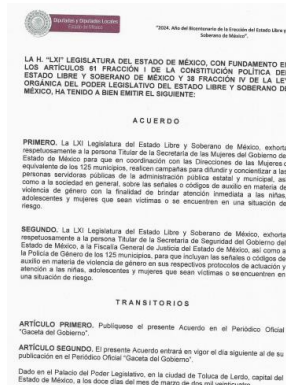 Diputadas y Diputados Locales
Estado de México
"2024. Año del Bicentenario de la Erección del Estado Libre y
Soberano de México".
LA H. "LXI" LEGISLATURA DEL ESTADO DE MÉXICO, CON FUNDAMENTO EN
LOS ARTÍCULOS 61 FRACCIÓN I DE LA CONSTITUCIÓN POLÍTICA DEL
ESTADO LIBRE Y SOBERANO DE MÉXICO Y 38 FRACCIÓN IV DE LA LEY
ORGÁNICA DEL PODER LEGISLATIVO DEL ESTADO LIBRE Y SOBERANO DE
MÉXICO, HA TENIDO A BIEN EMITIR EL SIGUIENTE:
ACUERDO
PRIMERO. La LXI Legislatura del Estado Libre y Soberano de México, exhorta
respetuosamente a la persona Titular de la Secretaría de las Mujeres del Gobierno del
Estado de México para que en coordinación con las Direcciones de las Mujeres o
equivalente de los 125 municipios, realicen campañas para difundir y concientizar a las
personas servidoras públicas de la administración pública estatal y municipal, así
como a la sociedad en general, sobre las señales o códigos de auxilio en materia de
violencia de género con la finalidad de brindar atención inmediata a las niñas,
adolescentes y mujeres que sean víctimas o se encuentren en una situación de
riesgo.
SEGUNDO. La LXI Legislatura del Estado Libre y Soberano de México, exhorta
respetuosamente a la persona Titular de la Secretaría de Seguridad del Gobierno del
Estado de México, a la Fiscalía General de Justicia del Estado de México, así como a
la Policía de Género de los 125 municipios, para que incluyan las señales o códigos de
auxilio en materia de violencia de género en sus respectivos protocolos de actuación y
atención a las niñas, adolescentes y mujeres que sean víctimas o se encuentren en
una situación de riesgo.
TRANSITORIOS
ARTÍCULO PRIMERO. Publíquese el presente Acuerdo en el Periódico Oficial
"Gaceta del Gobierno".
ARTÍCULO SEGUNDO. El presente Acuerdo entrará en vigor el día siguiente al de su
publicación en el Periódico Oficial "Gaceta del Gobierno".
Dado en el Palacio del Poder Legislativo, en la ciudad de Toluca de Lerdo, capital del
Estado de México, a los doce días del mes de marzo de dos mil veinticuatro.